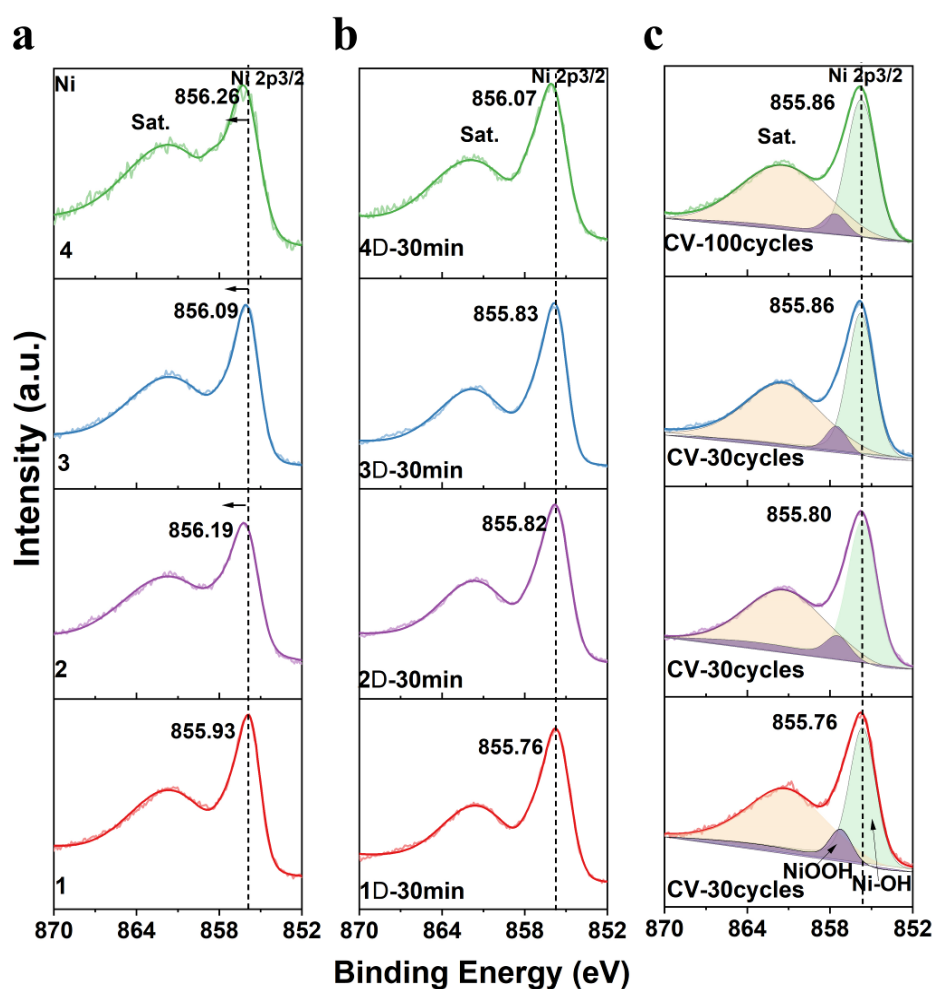 a
Ni
Ni 2p3/2
856.26
Sat.
4
856.09
3
856.19
2
855.93
1
870
864
858
852
b
Ni 2p3/2
856.07
Sat.
4D-30min
855.83
3D-30min
855.82
2D-30min
855.76
1D-30min
870
864
858
852
c
Ni 2p3/2
855.86
Sat.
CV-100cycles
855.86
CV-30cycles
855.80
CV-30cycles
855.76
NiOOH
Ni-OH
CV-30cycles
870
864
858
852
Intensity (a.u.)
Binding Energy (eV)